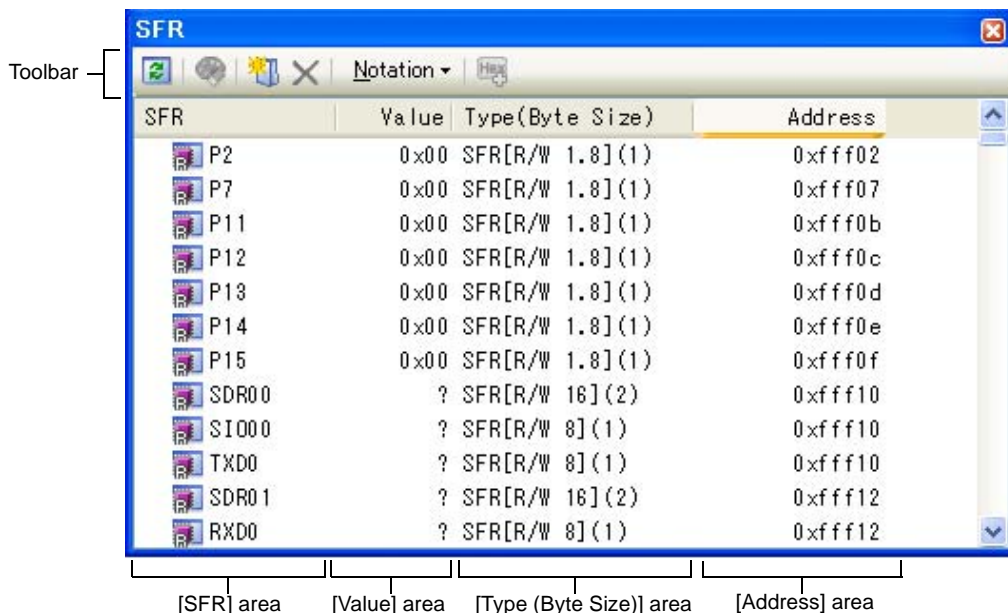 SFR
Toolbar
Notation Hex
SFR Value Type(Byte Size) Address
P2 0x00 SFR[R/W 1.8](1) 0xfff02
P7 0x00 SFR[R/W 1.8](1) 0xfff07
P11 0x00 SFR[R/W 1.8](1) 0xfff0b
P12 0x00 SFR[R/W 1.8](1) 0xfff0c
P13 0x00 SFR[R/W 1.8](1) 0xfff0d
P14 0x00 SFR[R/W 1.8](1) 0xfff0e
P15 0x00 SFR[R/W 1.8](1) 0xfff0f
SDR00 ? SFR[R/W 16](2) 0xfff10
SIO00 ? SFR[R/W 8](1) 0xfff10
TXD0 ? SFR[R/W 8](1) 0xfff10
SDR01 ? SFR[R/W 16](2) 0xfff12
RXD0 ? SFR[R/W 8](1) 0xfff12
[SFR] area [Value] area [Type (Byte Size)] area [Address] area